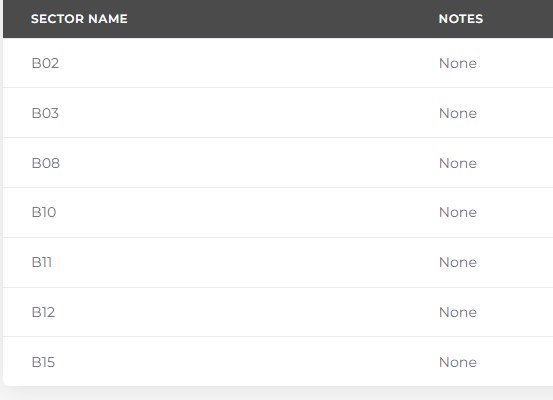 SECTOR NAME NOTES
B02 None
B03 None
B08 None
B10 None
B11 None
B12 None
B15 None